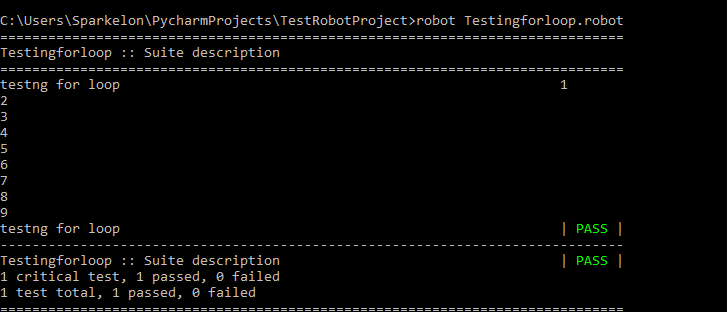 C:\Users\Sparkelon\PycharmProjects\TestRobotProject>robot Testingforloop.robot
==============================================================================
Testingforloop :: Suite description
==============================================================================
testng for loop                                                       1
2
3
4
5
6
7
8
9
testng for loop                                                       | PASS |
------------------------------------------------------------------------------
Testingforloop :: Suite description                                   | PASS |
1 critical test, 1 passed, 0 failed
1 test total, 1 passed, 0 failed
==============================================================================